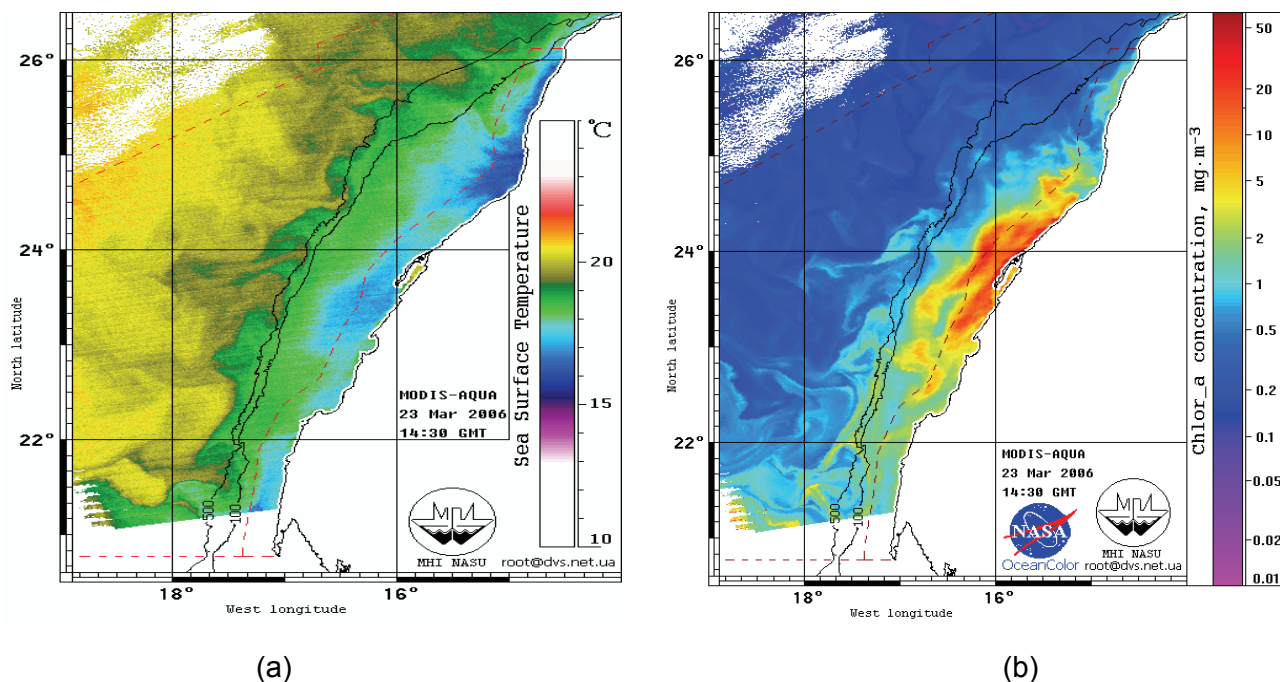 26°
24°
22°
18°
16°
North latitude
West longitude
°C
20
15
10
Sea Surface Temperature
MODIS-AQUA
23 Mar 2006
14:30 GMT
500
100
MHI NASU
root@dvs.net.ua
(a)
26°
24°
22°
18°
16°
North latitude
West longitude
50
20
10
5
2
1
0.5
0.2
0.1
0.05
0.02
0.01
Chlor_a concentration, mg·m⁻³
MODIS-AQUA
23 Mar 2006
14:30 GMT
500
100
NASA
OceanColor
MHI NASU
root@dvs.net.ua
(b)